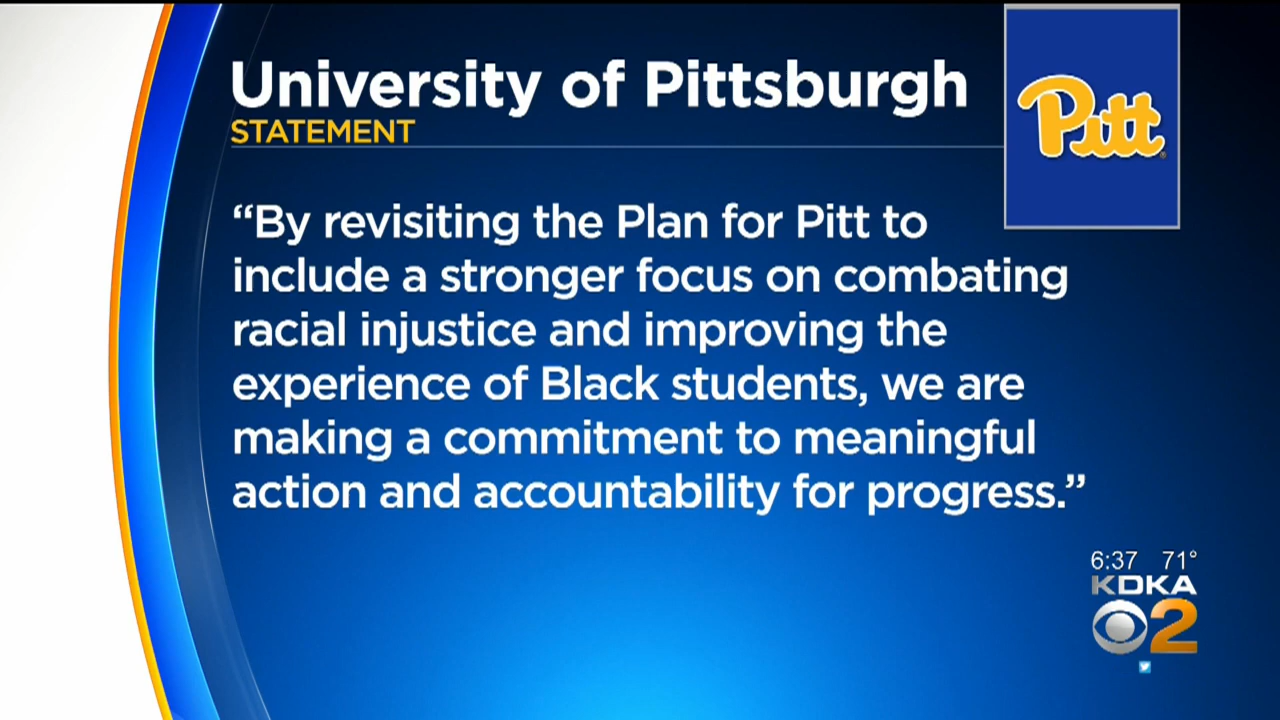 University of Pittsburgh
STATEMENT
Pitt
“By revisiting the Plan for Pitt to
include a stronger focus on combating
racial injustice and improving the
experience of Black students, we are
making a commitment to meaningful
action and accountability for progress.”
6:37 71°
KDKA
2